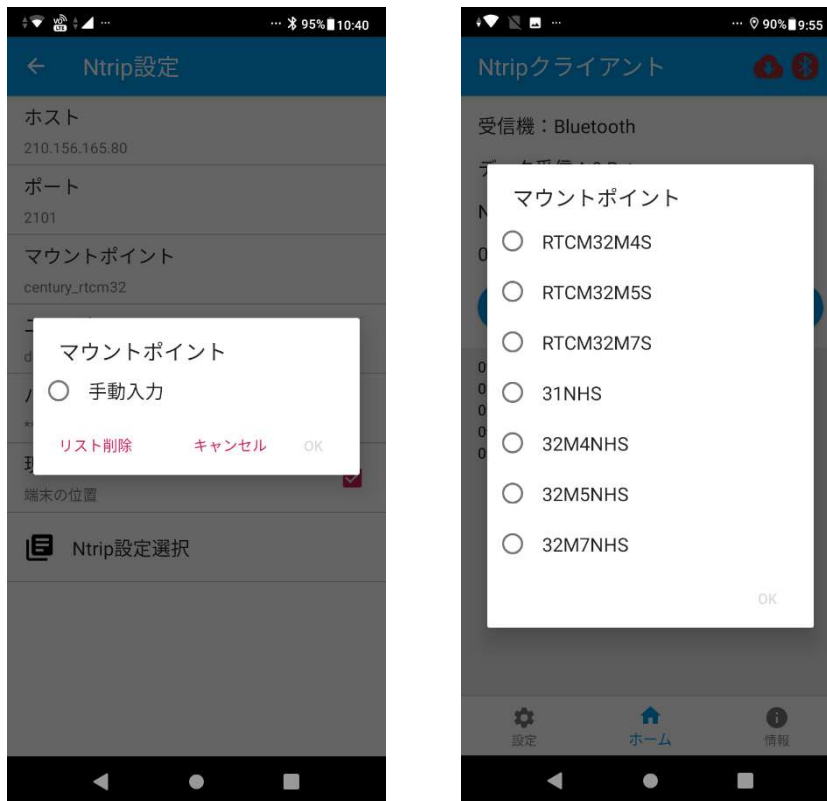 95% 10:40
Ntrip設定
ホスト
210.156.165.80
ポート
2101
マウントポイント
century_rtcm32
マウントポイント
手動入力
リスト削除 キャンセル OK
端末の位置
Ntrip設定選択
90% 9:55
Ntripクライアント
受信機：Bluetooth
マウントポイント
RTCM32M4S
RTCM32M5S
RTCM32M7S
31NHS
32M4NHS
32M5NHS
32M7NHS
OK
設定 ホーム 情報